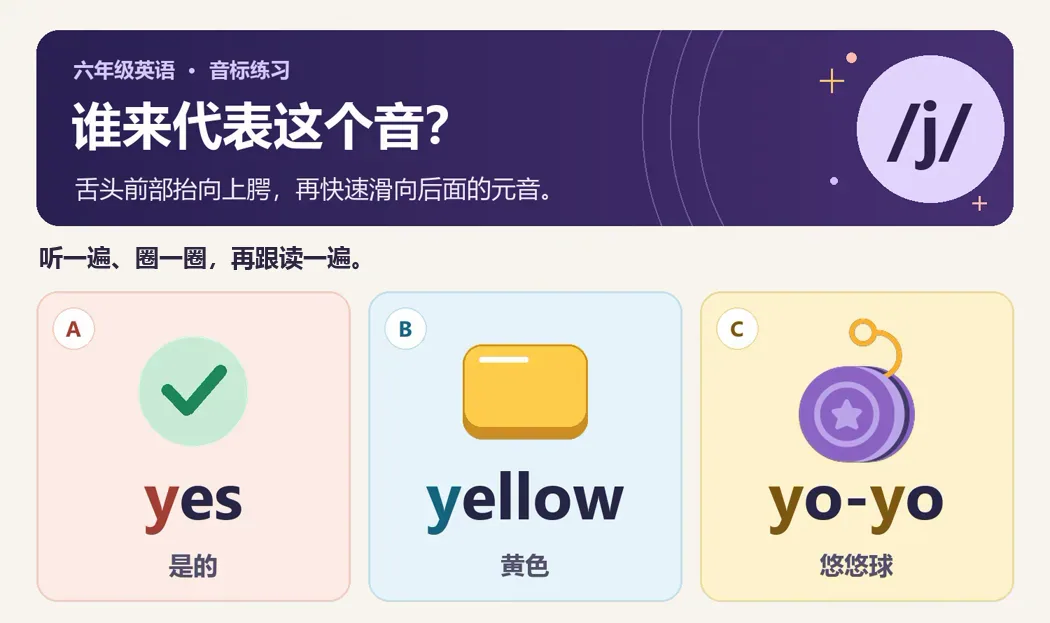 六年级英语 · 音标练习
谁来代表这个音?
舌头前部抬向上腭，再快速滑向后面的元音。
/j/
听一遍、圈一圈，再跟读一遍。
A
yes
是的
B
yellow
黄色
C
yo-yo
悠悠球